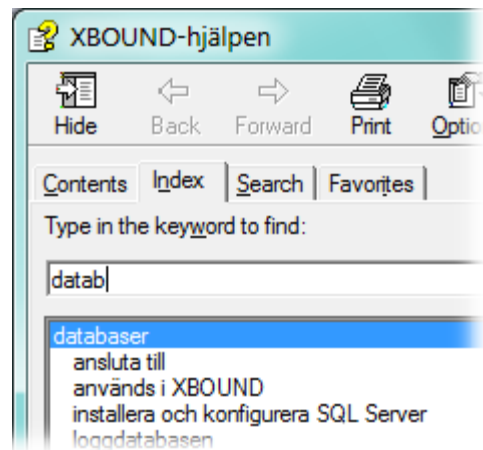 XBOUND-hjälpen
Hide Back Forward Print Optio
Contents Index Search Favorites
Type in the keyword to find:
datab
databaser
ansluta till
används i XBOUND
installera och konfigurera SQL Server
loggdatabasen